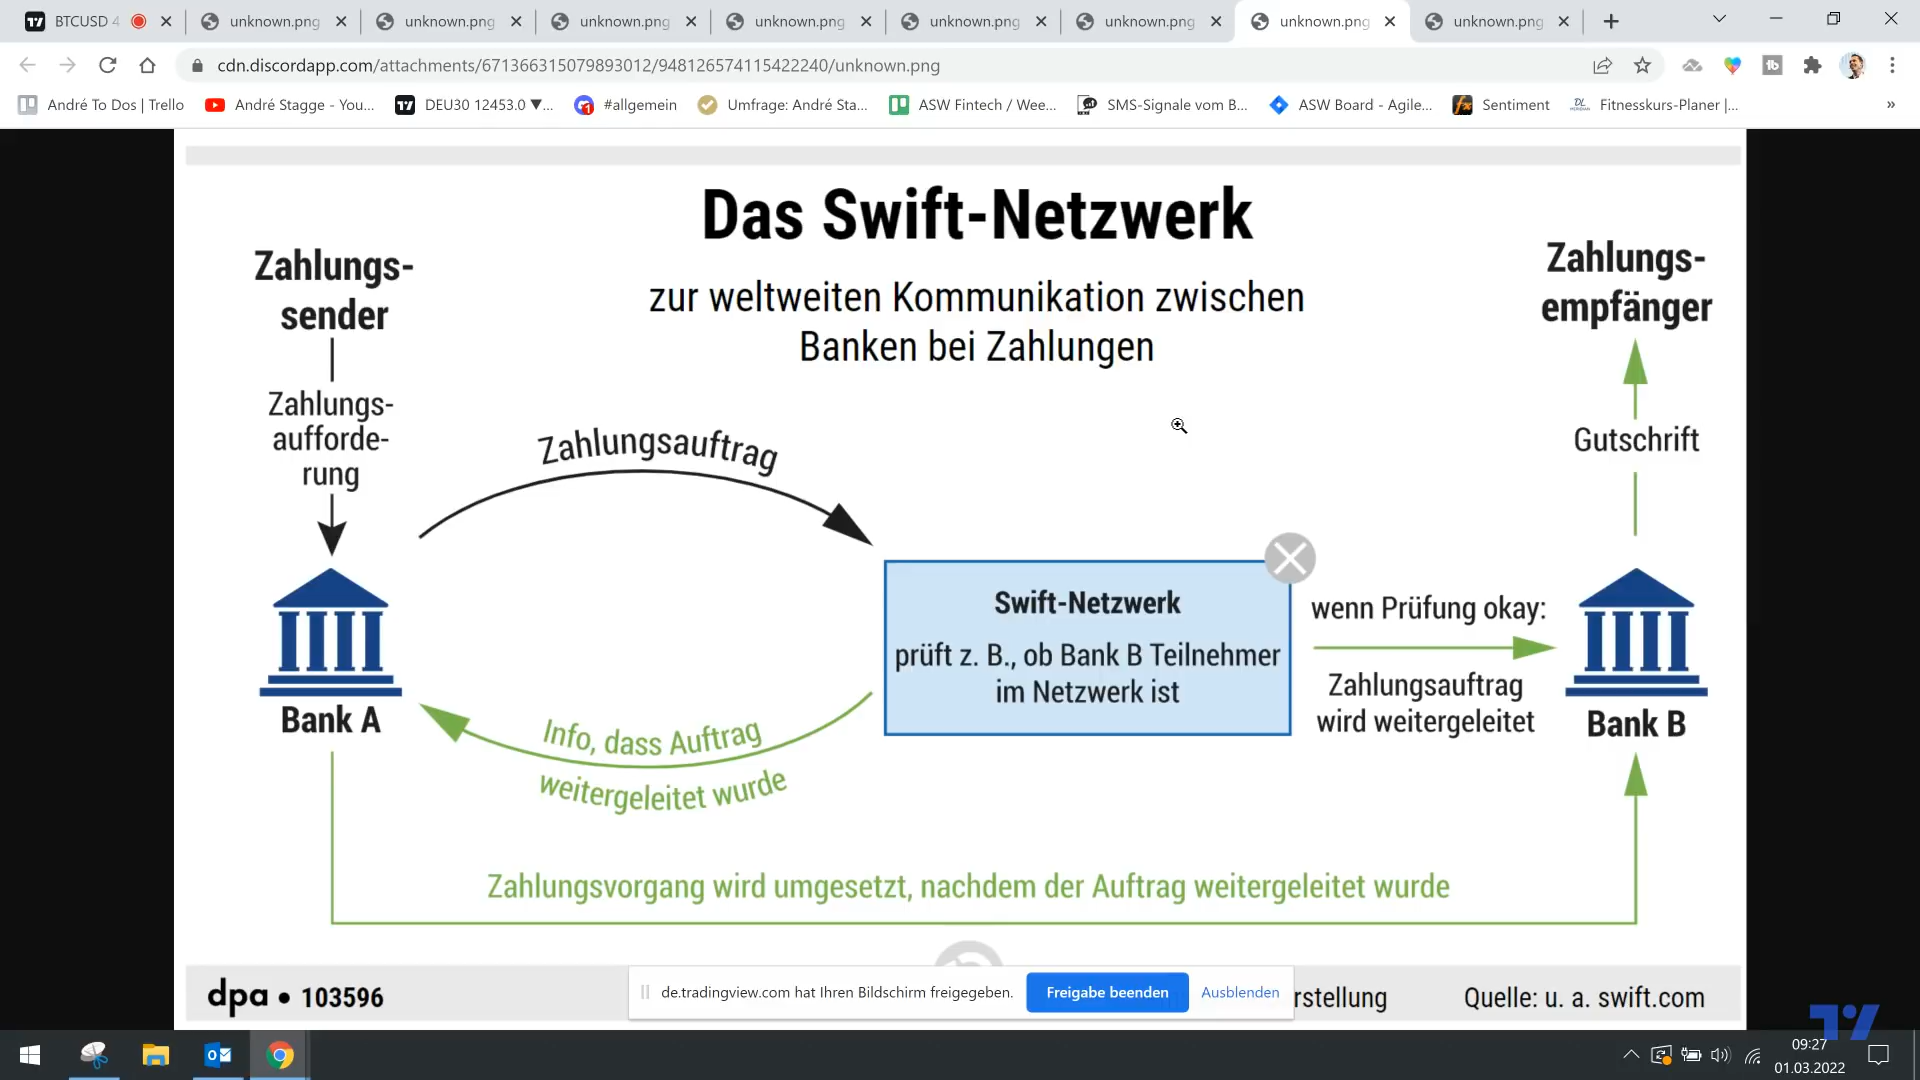 BTCUSD 4
unknown.png
unknown.png
unknown.png
unknown.png
unknown.png
unknown.png
unknown.png
unknown.png
cdn.discordapp.com/attachments/671366315079893012/948126574115422240/unknown.png
André To Dos | Trello
André Stagge - You...
DEU30 12453.0 ▼...
#allgemein
Umfrage: André Sta...
ASW Fintech / Wee...
SMS-Signale vom B...
ASW Board - Agile...
Sentiment
Fitnesskurs-Planer |...
»
Das Swift-Netzwerk
zur weltweiten Kommunikation zwischen
Banken bei Zahlungen
Zahlungs-
sender
Zahlungs-
aufforde-
rung
Bank A
Zahlungsauftrag
Swift-Netzwerk
prüft z. B., ob Bank B Teilnehmer
im Netzwerk ist
Info, dass Auftrag
weitergeleitet wurde
wenn Prüfung okay:
Zahlungsauftrag
wird weitergeleitet
Zahlungs-
empfänger
Gutschrift
Bank B
Zahlungsvorgang wird umgesetzt, nachdem der Auftrag weitergeleitet wurde
dpa • 103596
rstellung
Quelle: u. a. swift.com
de.tradingview.com hat Ihren Bildschirm freigegeben.
Freigabe beenden
Ausblenden
09:27
01.03.2022